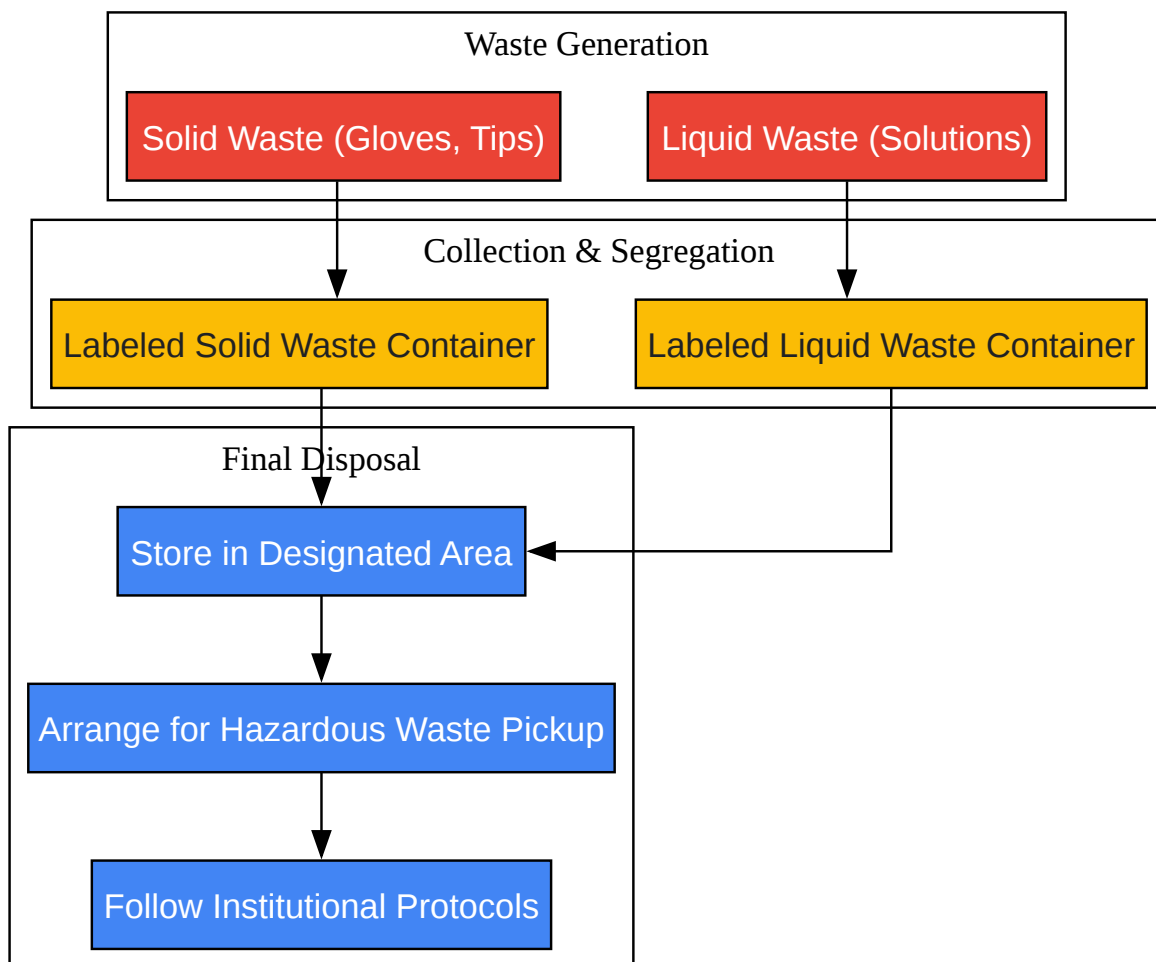 Waste Generation
Solid Waste (Gloves, Tips)
Liquid Waste (Solutions)
Collection & Segregation
Labeled Solid Waste Container
Labeled Liquid Waste Container
Final Disposal
Store in Designated Area
Arrange for Hazardous Waste Pickup
Follow Institutional Protocols